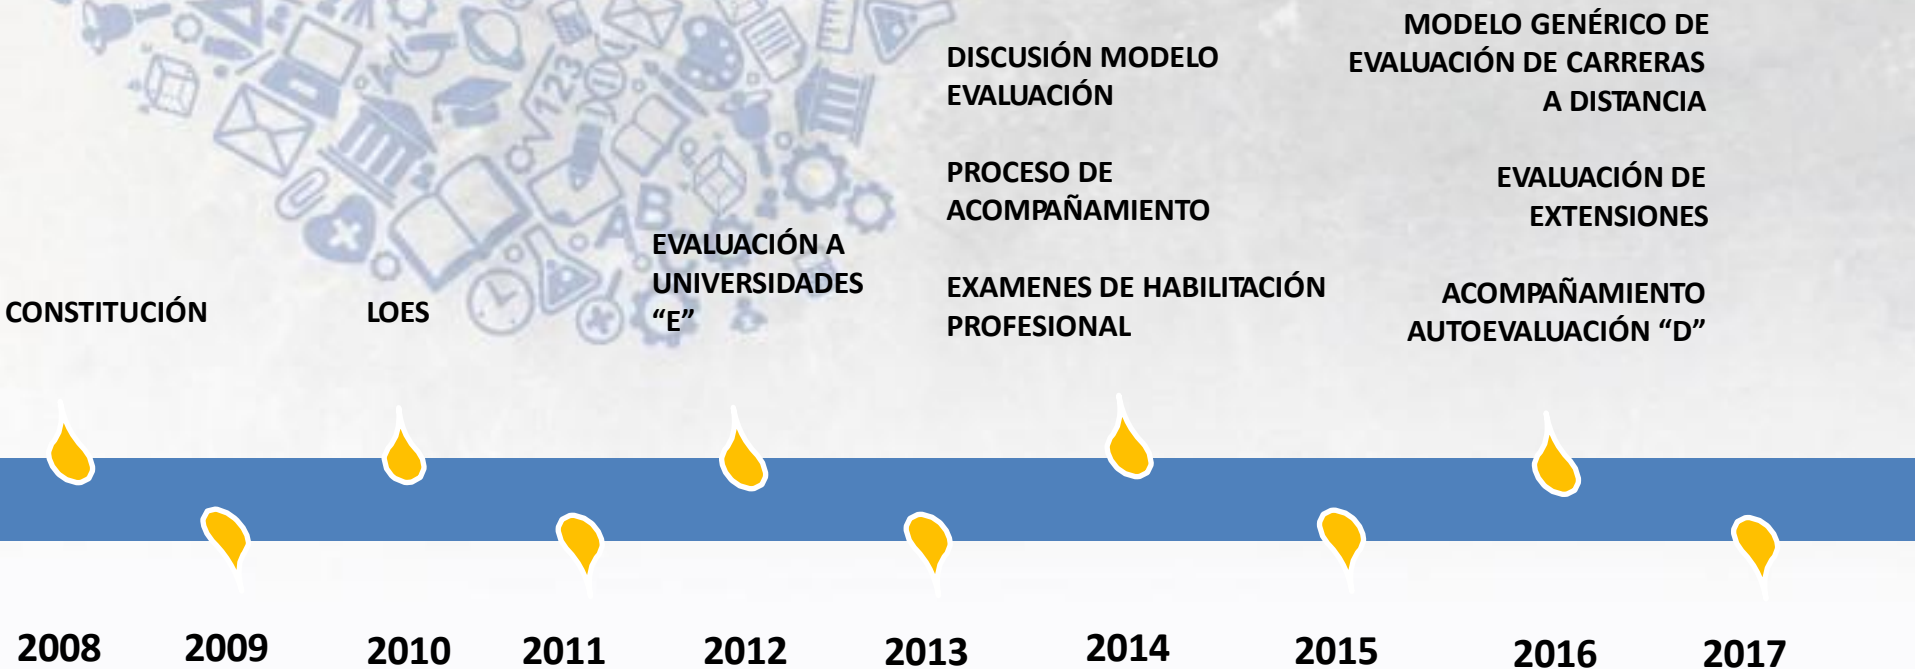 CONSTITUCIÓN
LOES
EVALUACIÓN A
UNIVERSIDADES
“E”
DISCUSIÓN MODELO
EVALUACIÓN
PROCESO DE
ACOMPAÑAMIENTO
EXAMENES DE HABILITACIÓN
PROFESIONAL
MODELO GENÉRICO DE
EVALUACIÓN DE CARRERAS
A DISTANCIA
EVALUACIÓN DE
EXTENSIONES
ACOMPAÑAMIENTO
AUTOEVALUACIÓN “D”
123
A
B
2008 2009 2010 2011 2012 2013 2014 2015 2016 2017